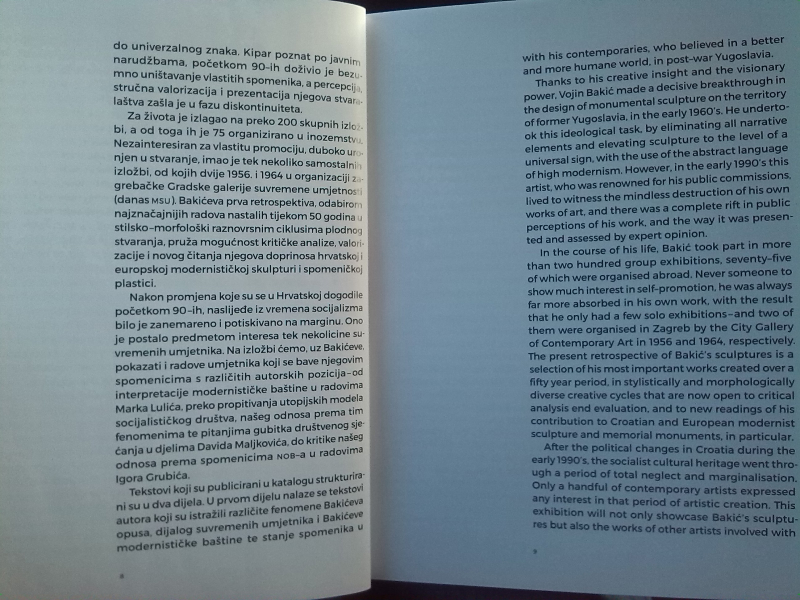 do univerzalnog znaka. Kipar poznat po javnim
narudžbama, početkom 90-ih doživio je bezu-
mno uništavanje vlastitih spomenika, a percepcija,
stručna valorizacija i prezentacija njegova stvara-
laštva zašla je u fazu diskontinuiteta.
Za života je izlagao na preko 200 skupnih izlož-
bi, a od toga ih je 75 organizirano u inozemstvu.
Nezainteresiran za vlastitu promociju, duboko uro-
njen u stvaranje, imao je tek nekoliko samostalnih
izložbi, od kojih dvije 1956. i 1964 u organizaciji za-
grebačke Gradske galerije suvremene umjetnosti
(danas MSU). Bakićeva prva retrospektiva, odabirom
najznačajnijih radova nastalih tijekom 50 godina u
stilsko-morfološki raznovrsnim ciklusima plodnog
stvaranja, pruža mogućnost kritičke analize, valori-
zacije i novog čitanja njegova doprinosa hrvatskoj i
europskoj modernističkoj skulpturi i spomeničkoj
plastici.
Nakon promjena koje su se u Hrvatskoj dogodile
početkom 90-ih, naslijeđe iz vremena socijalizma
bilo je zanemareno i potiskivano na marginu. Ono
je postalo predmetom interesa tek nekolicine su-
vremenih umjetnika. Na izložbi ćemo, uz Bakićeve,
pokazati i radove umjetnika koji se bave njegovim
spomenicima s različitih autorskih pozicija–od
interpretacije modernističke baštine u radovima
Marka Lulića, preko propitivanja utopijskih modela
socijalističkog društva, našeg odnosa prema tim
fenomenima te pitanjima gubitka društvenog sje-
ćanja u djelima Davida Maljkovića, do kritike našeg
odnosa prema spomenicima NOB-a u radovima
Igora Grubića.
Tekstovi koji su publicirani u katalogu strukturira-
ni su u dva dijela. U prvom dijelu nalaze se tekstovi
autora koji su istražili različite fenomene Bakićeva
opusa, dijalog suvremenih umjetnika i Bakićeve
modernističke baštine te stanje spomenika u
8
with his contemporaries, who believed in a better
and more humane world, in post-war Yugoslavia.
Thanks to his creative insight and the visionary
power, Vojin Bakić made a decisive breakthrough in
the design of monumental sculpture on the territory
of former Yugoslavia, in the early 1960's. He underto-
ok this ideological task, by eliminating all narrative
elements and elevating sculpture to the level of a
universal sign, with the use of the abstract language
of high modernism. However, in the early 1990's this
artist, who was renowned for his public commissions,
lived to witness the mindless destruction of his own
works of art, and there was a complete rift in public
perceptions of his work, and the way it was presen-
ted and assessed by expert opinion.
In the course of his life, Bakić took part in more
than two hundred group exhibitions, seventy-five
of which were organised abroad. Never someone to
show much interest in self-promotion, he was always
far more absorbed in his own work, with the result
that he only had a few solo exhibitions–and two of
them were organised in Zagreb by the City Gallery
of Contemporary Art in 1956 and 1964, respectively.
The present retrospective of Bakić's sculptures is a
selection of his most important works created over a
fifty year period, in stylistically and morphologically
diverse creative cycles that are now open to critical
analysis end evaluation, and to new readings of his
contribution to Croatian and European modernist
sculpture and memorial monuments, in particular.
After the political changes in Croatia during the
early 1990's, the socialist cultural heritage went thro-
ugh a period of total neglect and marginalisation.
Only a handful of contemporary artists expressed
any interest in that period of artistic creation. This
exhibition will not only showcase Bakić's sculptu-
res but also the works of other artists involved with
9